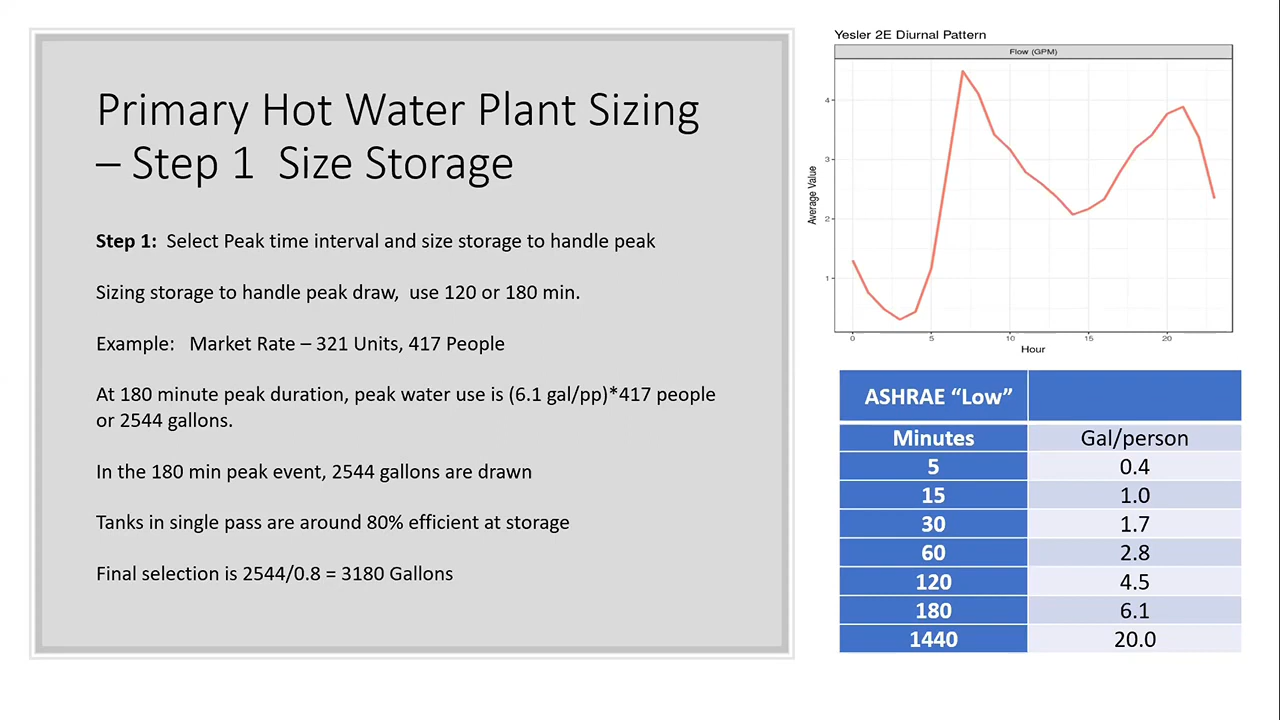 Primary Hot Water Plant Sizing
– Step 1 Size Storage
Step 1: Select Peak time interval and size storage to handle peak
Sizing storage to handle peak draw, use 120 or 180 min.
Example: Market Rate – 321 Units, 417 People
At 180 minute peak duration, peak water use is (6.1 gal/pp)*417 people
or 2544 gallons.
In the 180 min peak event, 2544 gallons are drawn
Tanks in single pass are around 80% efficient at storage
Final selection is 2544/0.8 = 3180 Gallons
Yesler 2E Diurnal Pattern
Flow (GPM)
Average Value
4
3
2
1
0 5 10 15 20
Hour
ASHRAE “Low”
Minutes Gal/person
5 0.4
15 1.0
30 1.7
60 2.8
120 4.5
180 6.1
1440 20.0